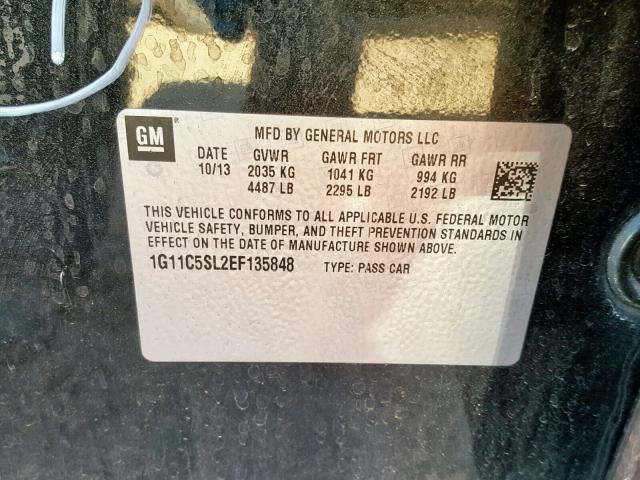 GM
MFD BY GENERAL MOTORS LLC
DATE GVWR GAWR FRT GAWR RR
10/13 2035 KG 1041 KG 994 KG
4487 LB 2295 LB 2192 LB
THIS VEHICLE CONFORMS TO ALL APPLICABLE U.S. FEDERAL MOTOR
VEHICLE SAFETY, BUMPER, AND THEFT PREVENTION STANDARDS IN
EFFECT ON THE DATE OF MANUFACTURE SHOWN ABOVE.
1G11C5SL2EF135848 TYPE: PASS CAR